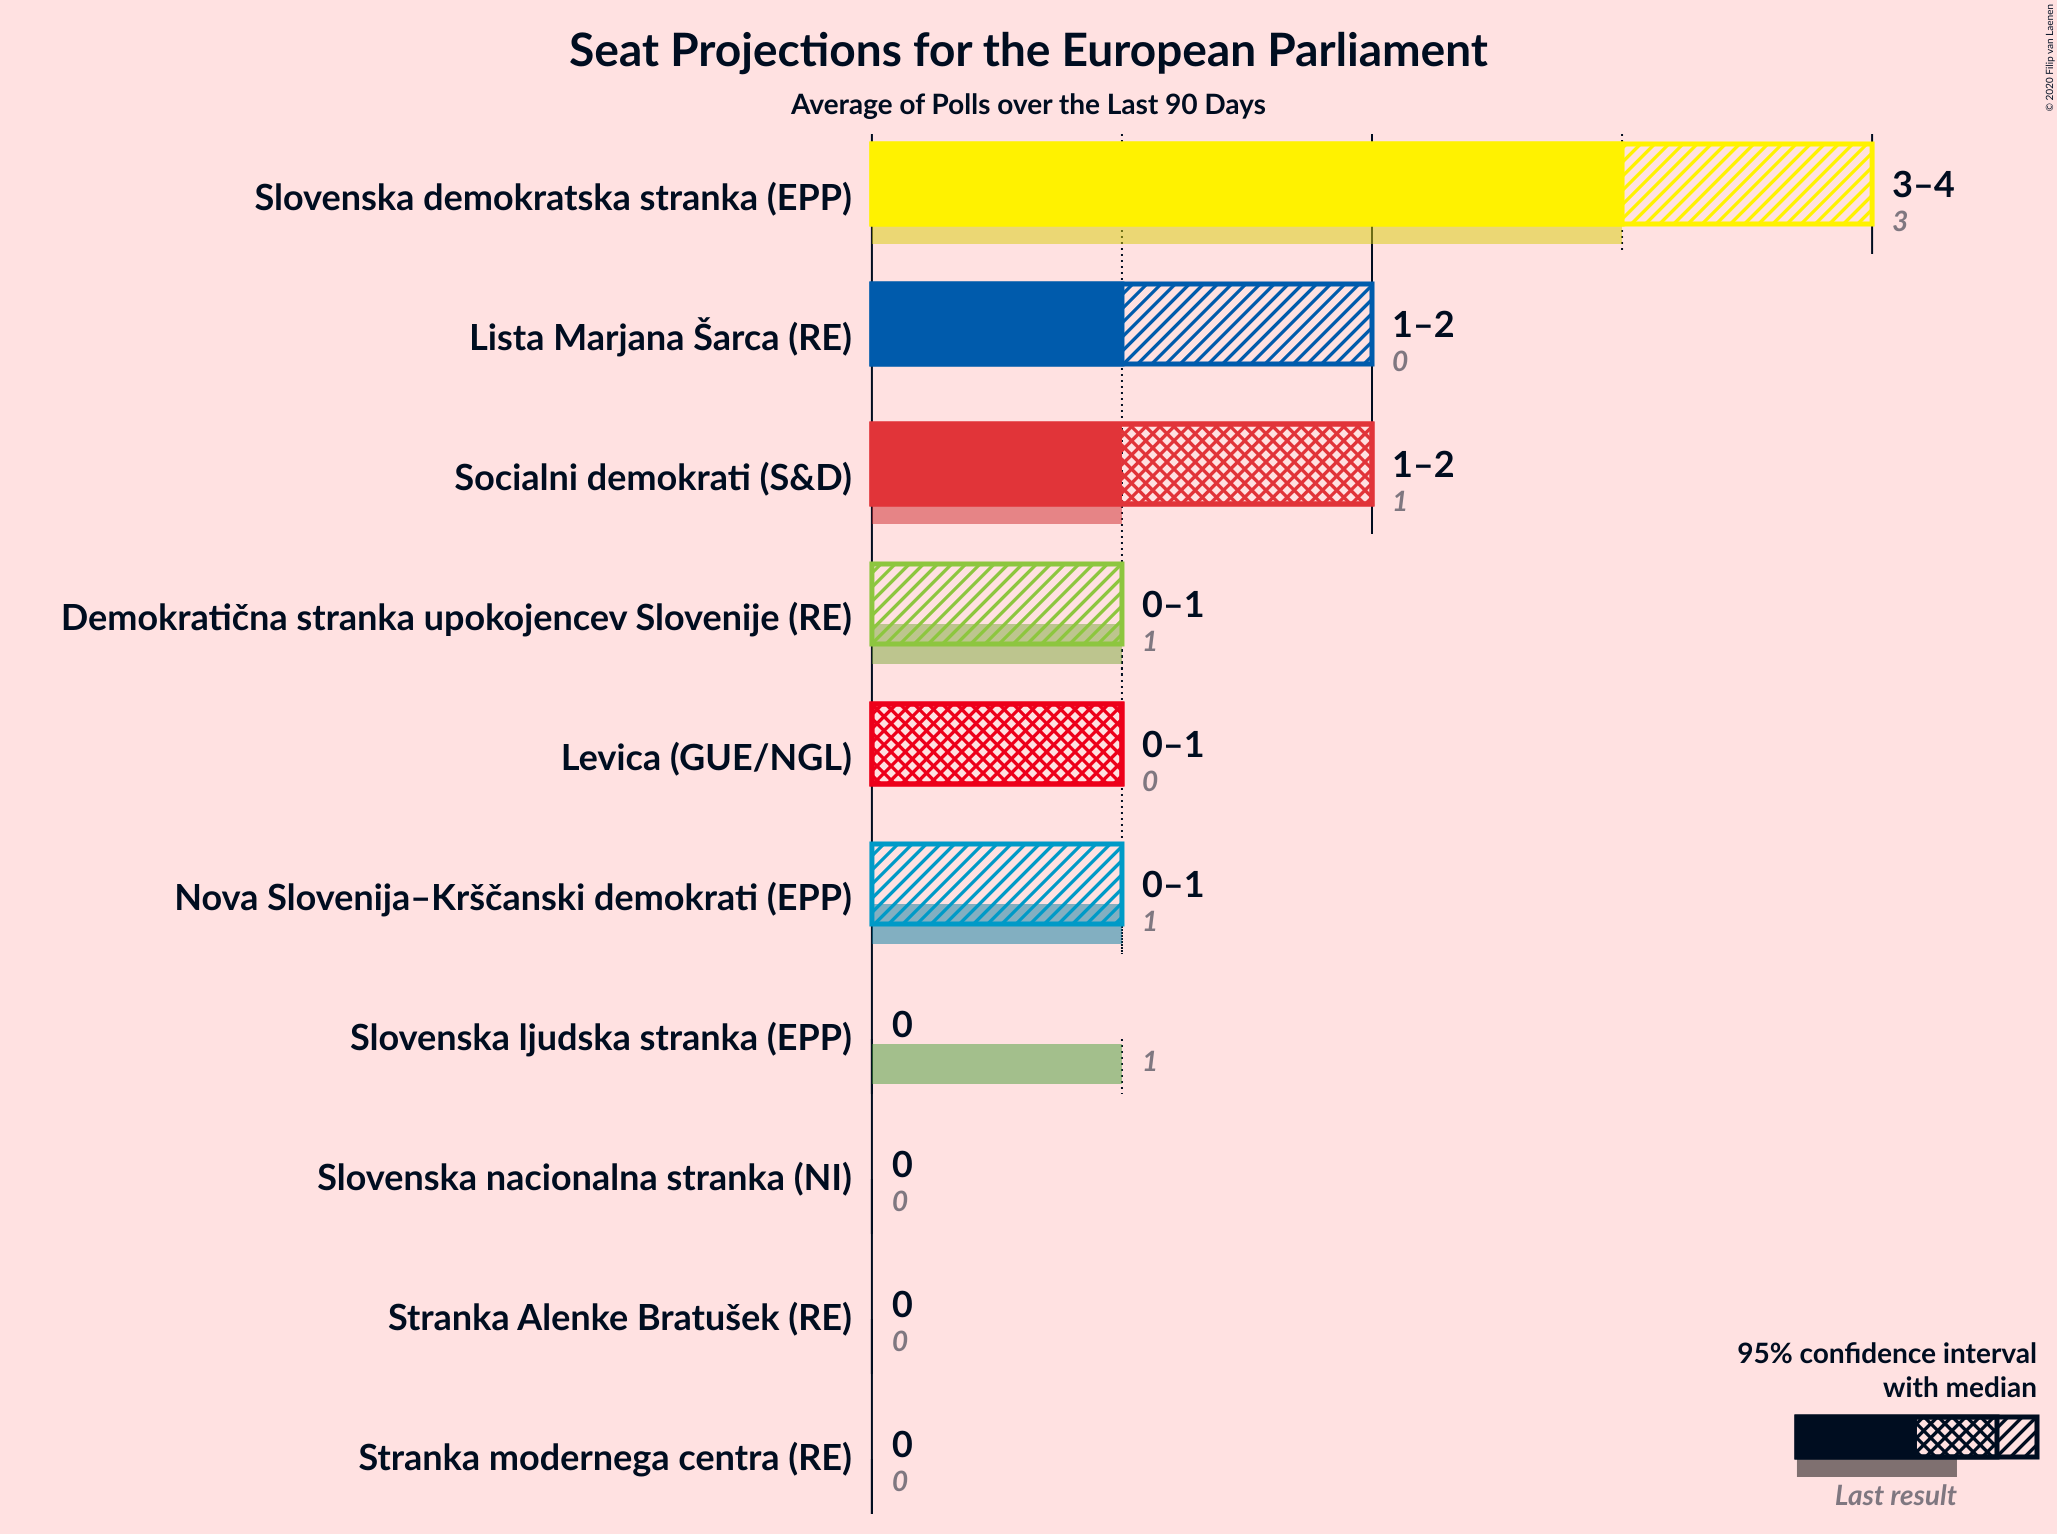 Seat Projections for the European Parliament
Average of Polls over the Last 90 Days
© 2020 Filip van Laenen
Slovenska demokratska stranka (EPP)
3–4
3
Lista Marjana Šarca (RE)
1–2
0
Socialni demokrati (S&D)
1–2
1
Demokratična stranka upokojencev Slovenije (RE)
0–1
1
Levica (GUE/NGL)
0–1
0
Nova Slovenija–Krščanski demokrati (EPP)
0–1
1
Slovenska ljudska stranka (EPP)
0
1
Slovenska nacionalna stranka (NI)
0
0
Stranka Alenke Bratušek (RE)
0
0
Stranka modernega centra (RE)
0
0
95% confidence interval
with median
Last result